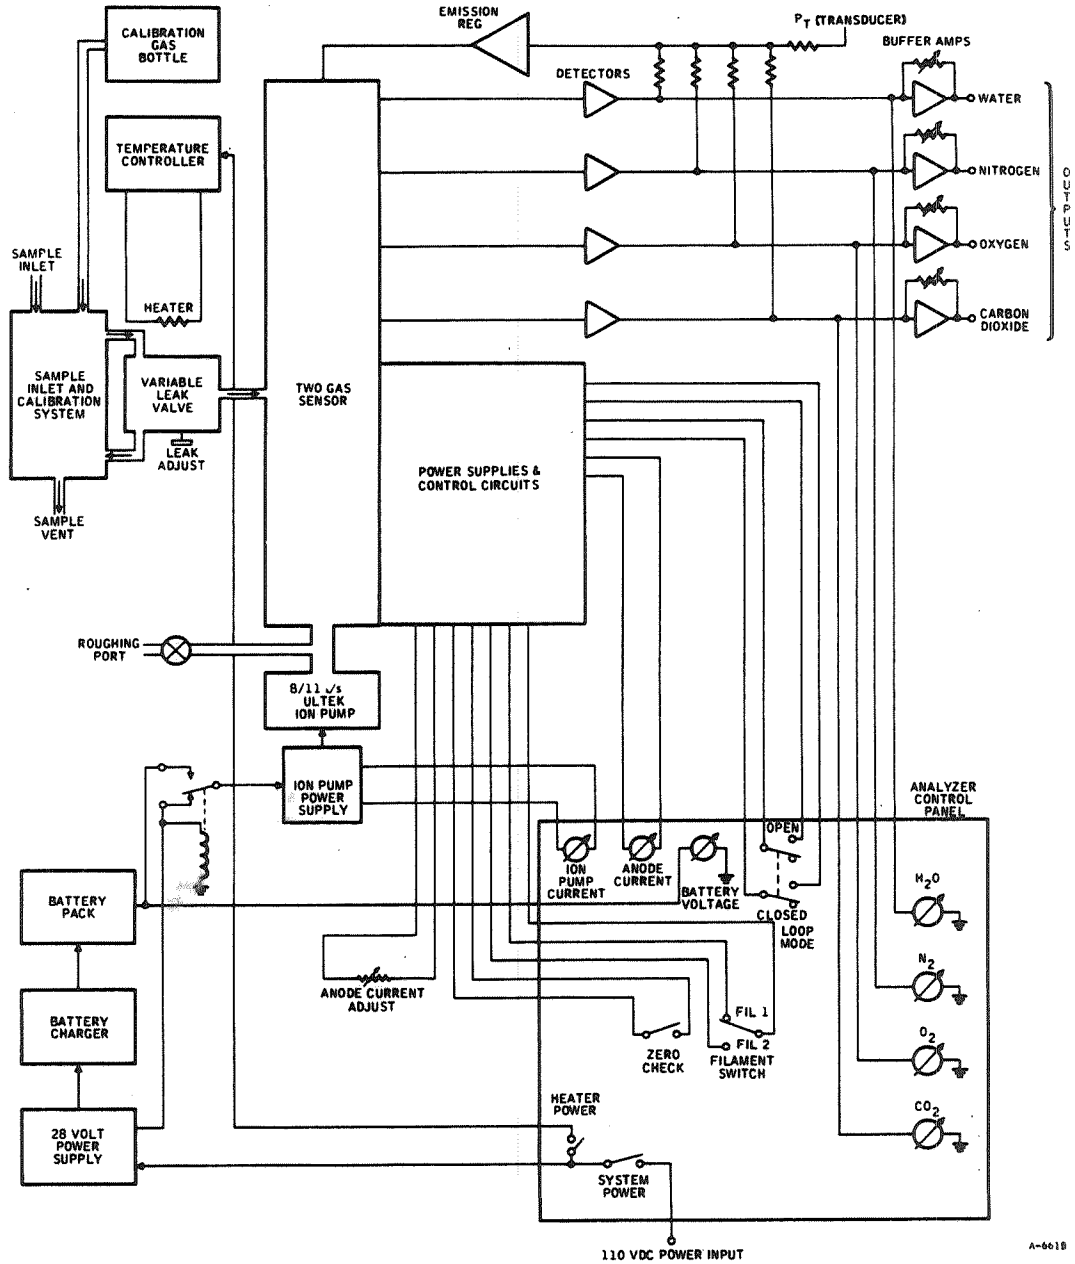 CALIBRATION
GAS
BOTTLE
EMISSION
REG
PT (TRANSDUCER)
BUFFER AMPS
DETECTORS
WATER
TEMPERATURE
CONTROLLER
NITROGEN
OUTPUTS
OXYGEN
SAMPLE
INLET
HEATER
CARBON
DIOXIDE
SAMPLE
INLET AND
CALIBRATION
SYSTEM
VARIABLE
LEAK
VALVE
TWO GAS
SENSOR
LEAK
ADJUST
POWER SUPPLIES &
CONTROL CIRCUITS
SAMPLE
VENT
ROUGHING
PORT
8/11 ℓ/s
ULTEK
ION PUMP
ION PUMP
POWER
SUPPLY
ANALYZER
CONTROL
PANEL
OPEN
ION
PUMP
CURRENT
ANODE
CURRENT
BATTERY
VOLTAGE
CLOSED
LOOP
MODE
H2O
BATTERY
PACK
N2
ANODE CURRENT
ADJUST
BATTERY
CHARGER
FIL 1
FIL 2
ZERO
CHECK
FILAMENT
SWITCH
O2
HEATER
POWER
CO2
28 VOLT
POWER
SUPPLY
SYSTEM
POWER
110 VDC POWER INPUT
A-6618